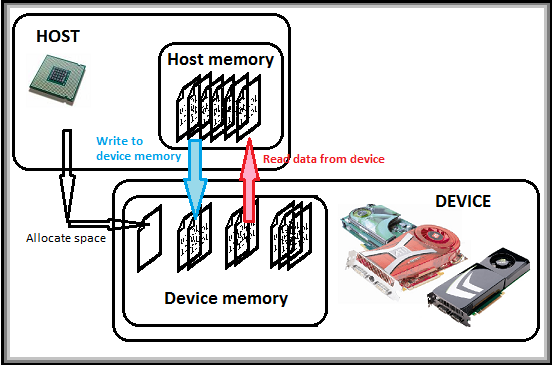 HOST
Host memory
Write to
device memory
Read data from device
DEVICE
Allocate space
Device memory